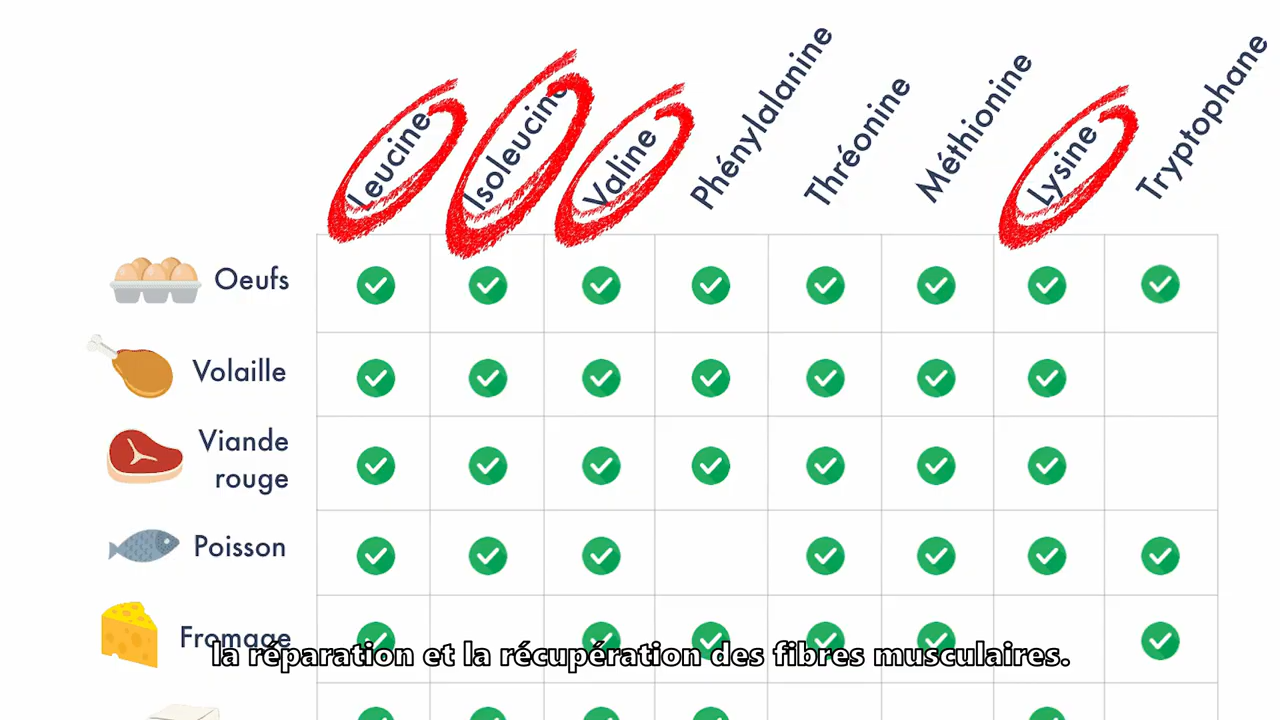 Leucine
Isoleucine
Valine
Phénylalanine
Thréonine
Méthionine
Lysine
Tryptophane
Oeufs
Volaille
Viande
rouge
Poisson
Fromage
la réparation et la récupération des fibres musculaires.